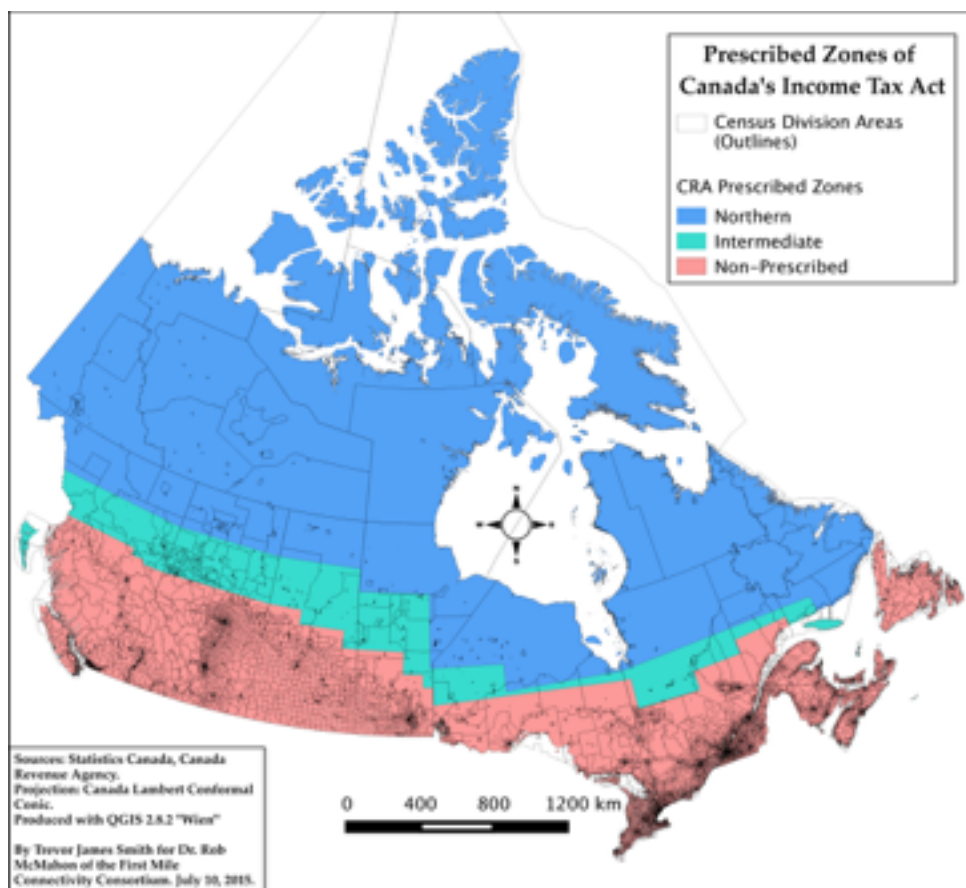 Prescribed Zones of
Canada's Income Tax Act
Census Division Areas
(Outlines)
CRA Prescribed Zones
Northern
Intermediate
Non-Prescribed
Sources: Statistics Canada, Canada
Revenue Agency.
Projection: Canada Lambert Conformal
Conic.
Produced with QGIS 2.8.2 "Wien"
By Trevor James Smith for Dr. Rob
McMahon of the First Mile
Connectivity Consortium. July 10, 2015.
0 400 800 1200 km